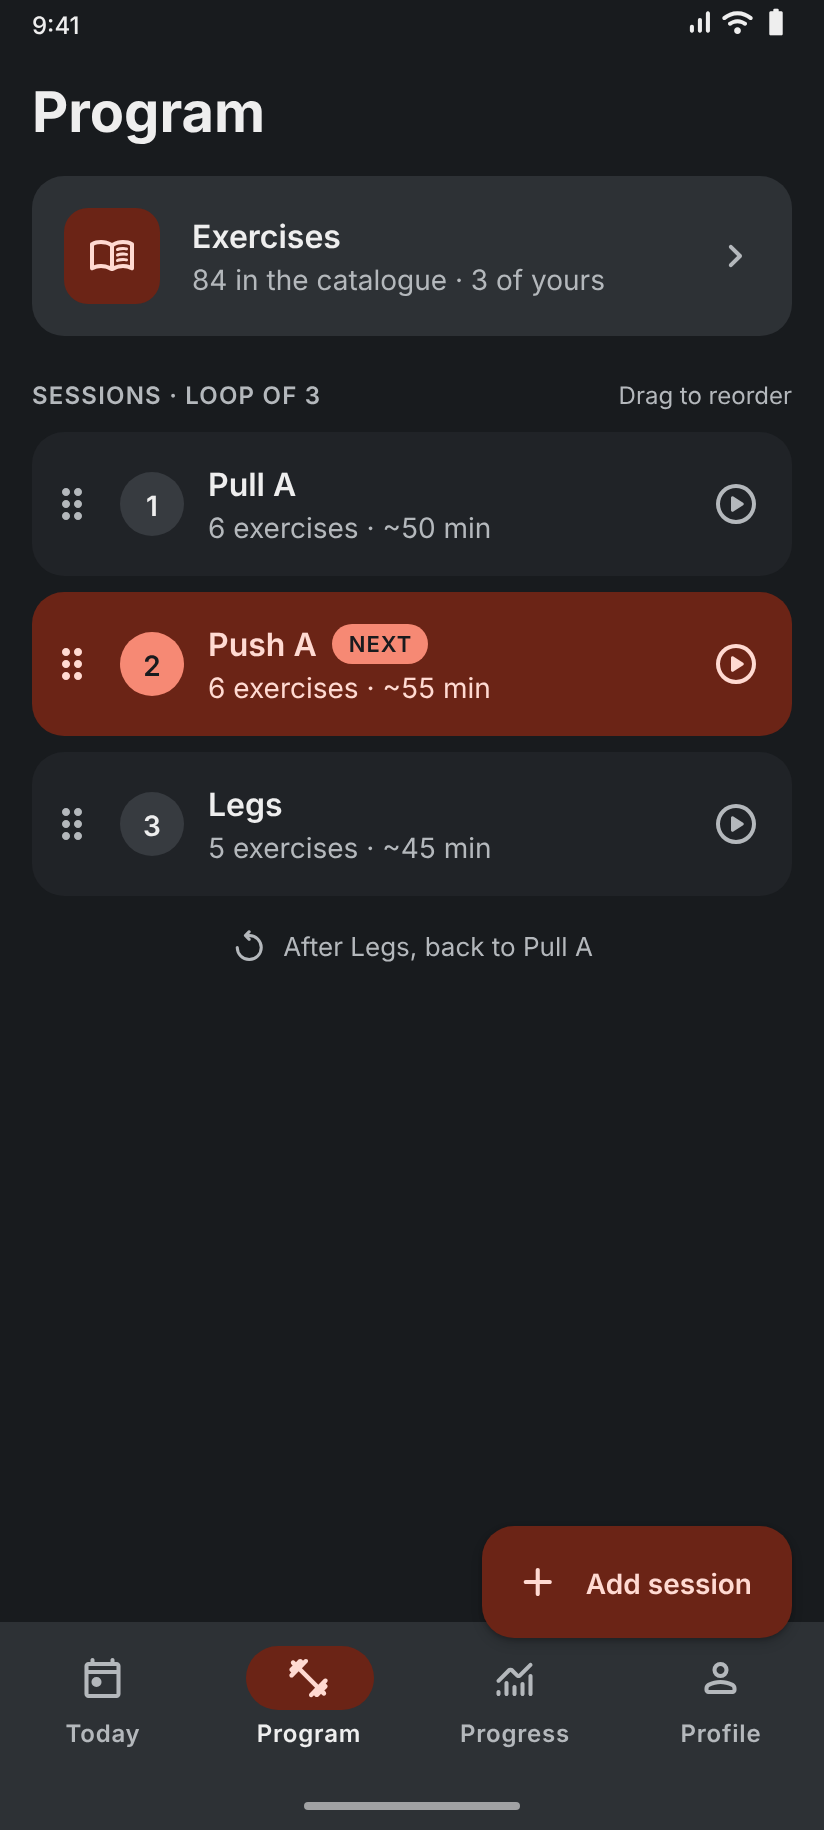 9:41
Program
Exercises
84 in the catalogue · 3 of yours
SESSIONS · LOOP OF 3
Drag to reorder
1
Pull A
6 exercises · ~50 min
2
Push A
NEXT
6 exercises · ~55 min
3
Legs
5 exercises · ~45 min
After Legs, back to Pull A
Add session
Today
Program
Progress
Profile